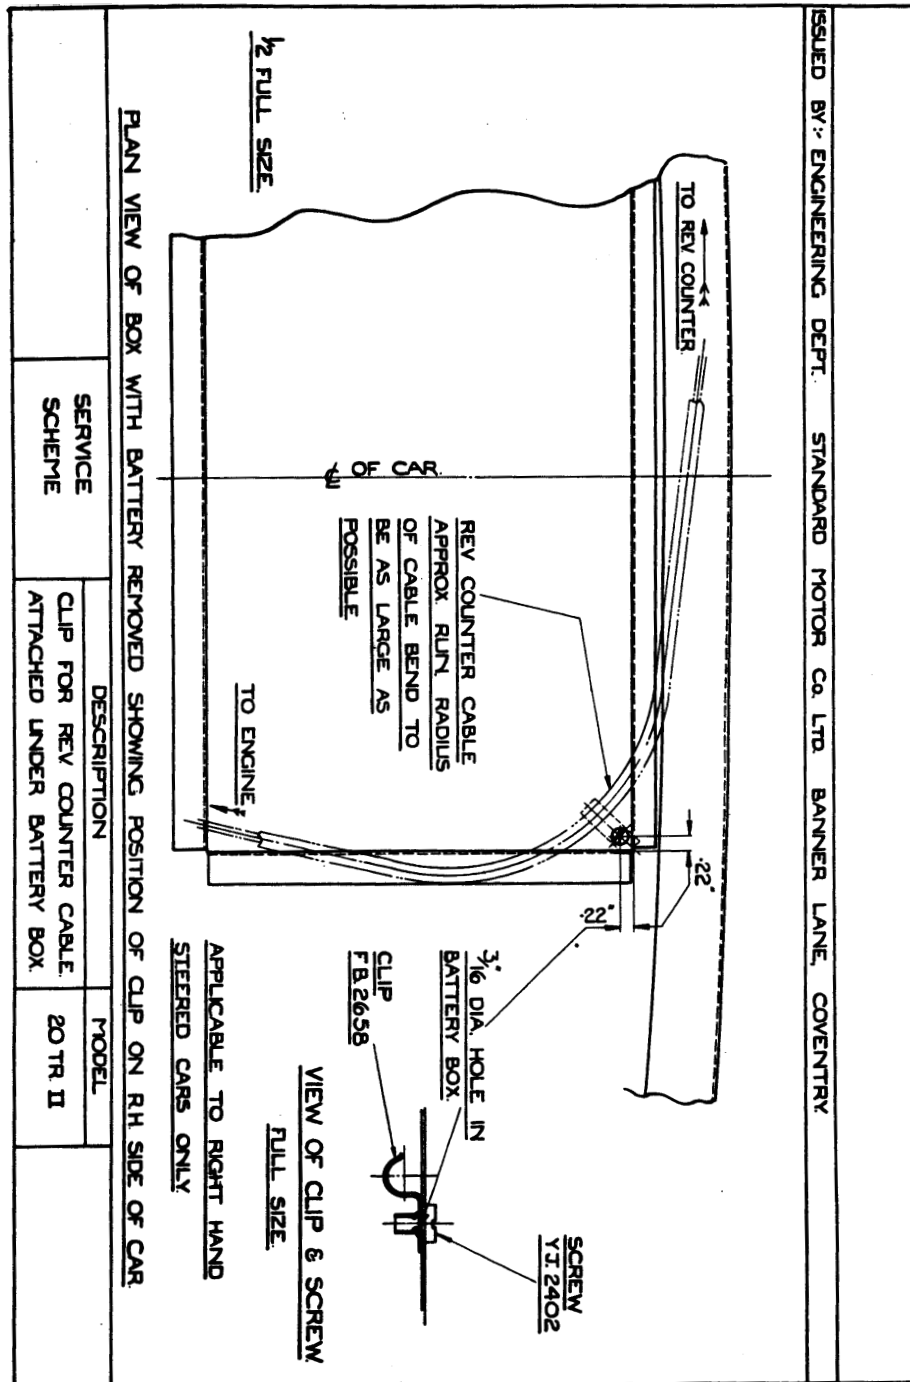 ISSUED BY:- ENGINEERING DEPT. STANDARD MOTOR Co. LTD. BANNER LANE, COVENTRY.
TO REV. COUNTER.
½ FULL SIZE.
℄ OF CAR.
REV COUNTER CABLE
APPROX. RUN. RADIUS
OF CABLE BEND TO
BE AS LARGE AS
POSSIBLE.
TO ENGINE.
.22"
.22"
3/16" DIA. HOLE IN
BATTERY BOX.
CLIP
F.B. 2658
SCREW
Y.J. 2402
VIEW OF CLIP & SCREW.
FULL SIZE.
APPLICABLE TO RIGHT HAND
STEERED CARS ONLY.
PLAN VIEW OF BOX WITH BATTERY REMOVED SHOWING POSITION OF CLIP ON R.H. SIDE OF CAR.
SERVICE
SCHEME
DESCRIPTION
CLIP FOR REV. COUNTER CABLE.
ATTACHED UNDER BATTERY BOX.
MODEL
20 TR II